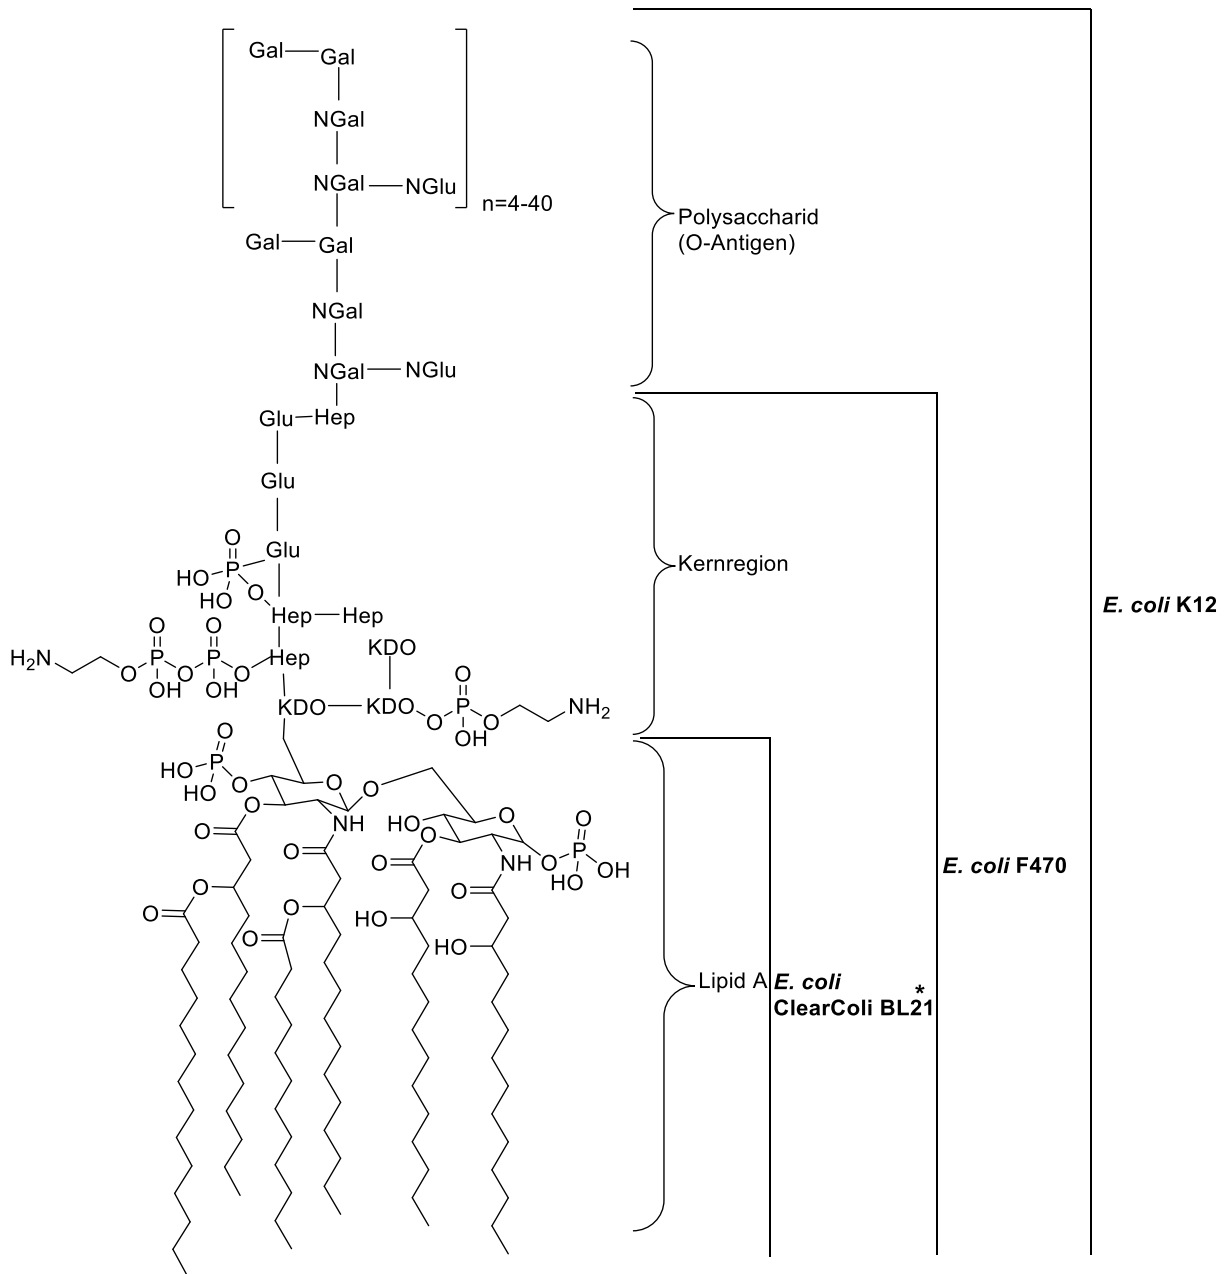 Gal Gal
NGal
NGal NGlu
n=4-40
Polysaccharid
(O-Antigen)
Gal Gal
NGal
NGal NGlu
Glu Hep
Glu
Glu
O
P
HO
HO
O
Hep Hep
Kernregion
E. coli K12
H2N
O
P
OH
O
O
P
OH
O
Hep
KDO
KDO KDO
O
O
P
OH
O
NH2
O
P
HO
HO
O
O
O
O
NH
O
O
O
O
O
O
O
HO
O
O
NH
O
O
P
O
OH
HO
O
HO
O
HO
E. coli F470
Lipid A
E. coli
*
ClearColi BL21